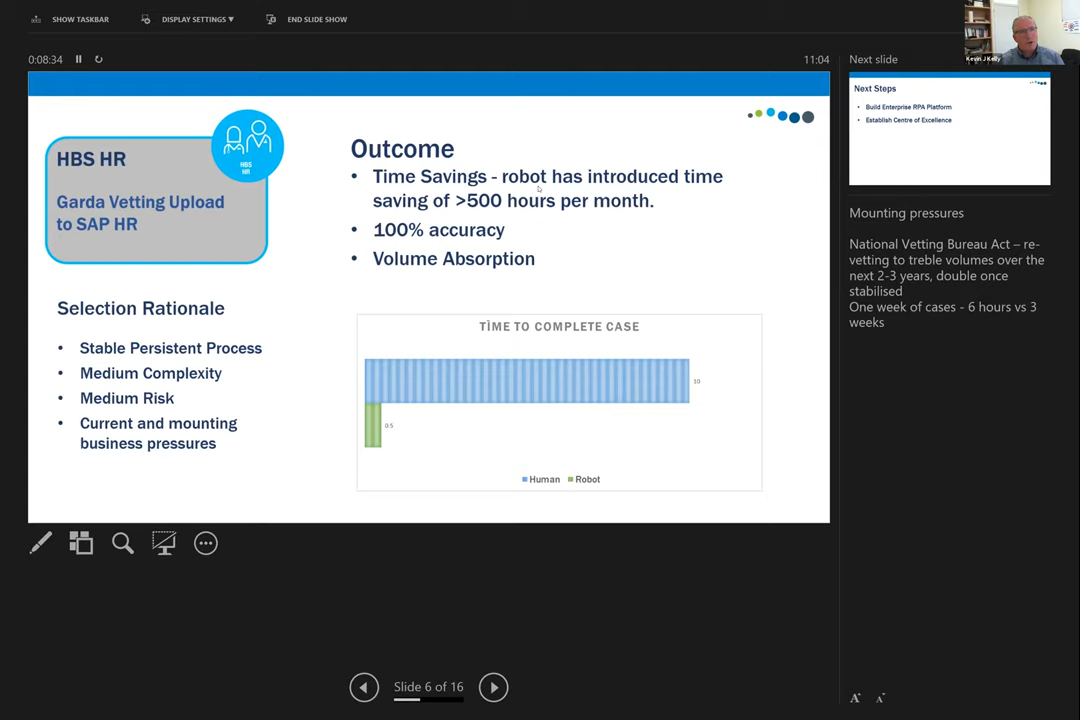 SHOW TASKBAR
DISPLAY SETTINGS ▼
END SLIDE SHOW
Kevin J Kelly
0:08:34
11:04
Next slide
HBS HR
Garda Vetting Upload
to SAP HR
HBS
HR
Outcome
• Time Savings - robot has introduced time
saving of >500 hours per month.
• 100% accuracy
• Volume Absorption
Selection Rationale
• Stable Persistent Process
• Medium Complexity
• Medium Risk
• Current and mounting
business pressures
TIME TO COMPLETE CASE
10
0.5
Human Robot
Next Steps
• Build Enterprise RPA Platform
• Establish Centre of Excellence
Mounting pressures
National Vetting Bureau Act – re-
vetting to treble volumes over the
next 2-3 years, double once
stabilised
One week of cases - 6 hours vs 3
weeks
Slide 6 of 16
A A